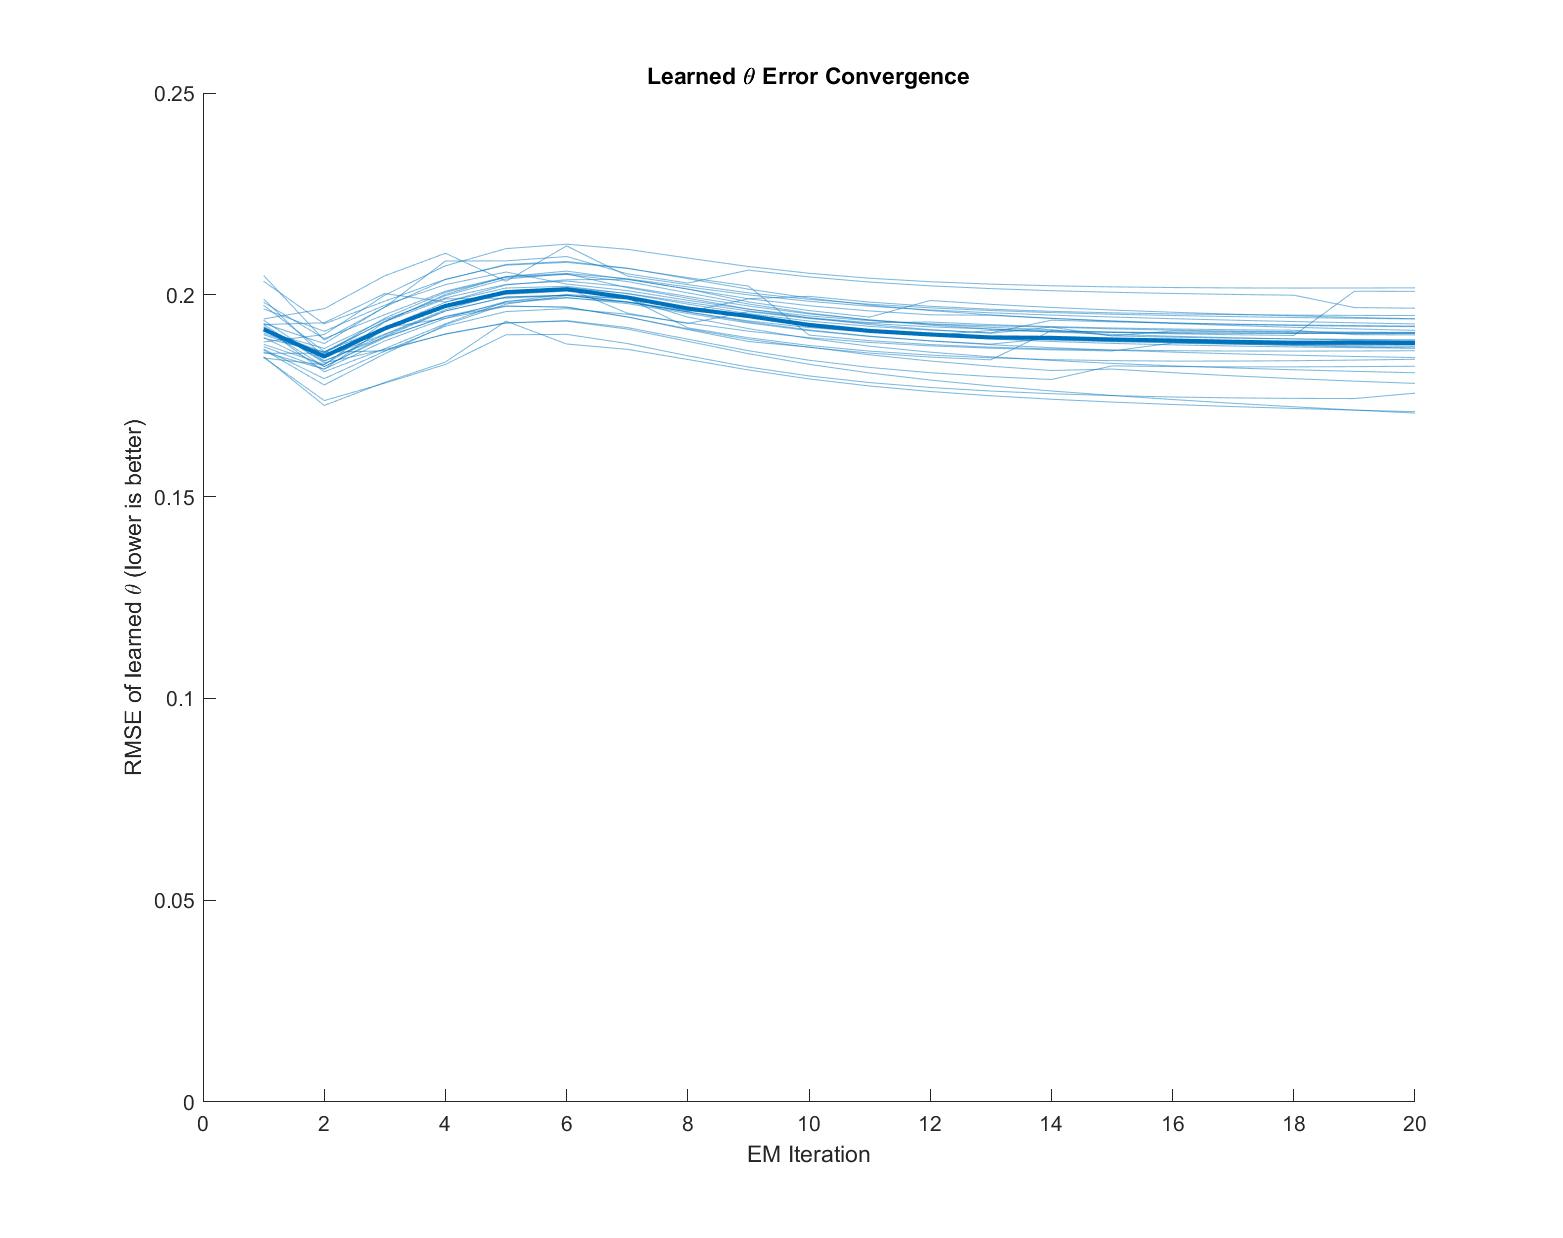 Learned θ Error Convergence
0.25
0.2
0.15
0.1
0.05
0
RMSE of learned θ (lower is better)
0 2 4 6 8 10 12 14 16 18 20
EM Iteration